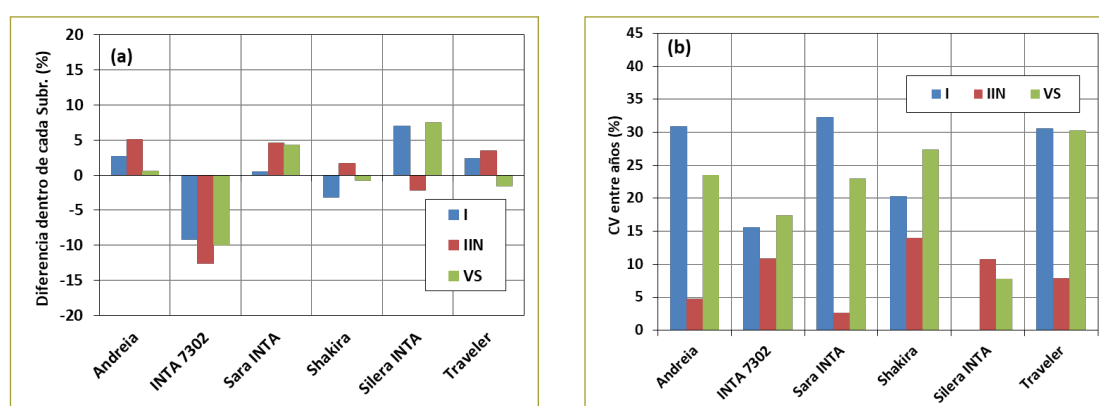 (a)
Diferencia dentro de cada Subr. (%)
20
15
10
5
0
-5
-10
-15
-20
I
IIN
VS
Andreia
INTA 7302
Sara INTA
Shakira
Silera INTA
Traveler
(b)
CV entre años (%)
45
40
35
30
25
20
15
10
5
0
I
IIN
VS
Andreia
INTA 7302
Sara INTA
Shakira
Silera INTA
Traveler